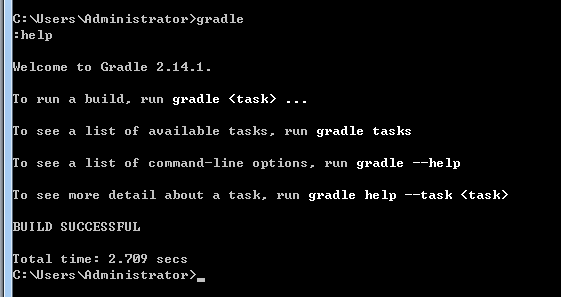 C:\Users\Administrator>gradle
:help
Welcome to Gradle 2.14.1.
To run a build, run gradle <task> ...
To see a list of available tasks, run gradle tasks
To see a list of command-line options, run gradle --help
To see more detail about a task, run gradle help --task <task>
BUILD SUCCESSFUL
Total time: 2.709 secs
C:\Users\Administrator>_